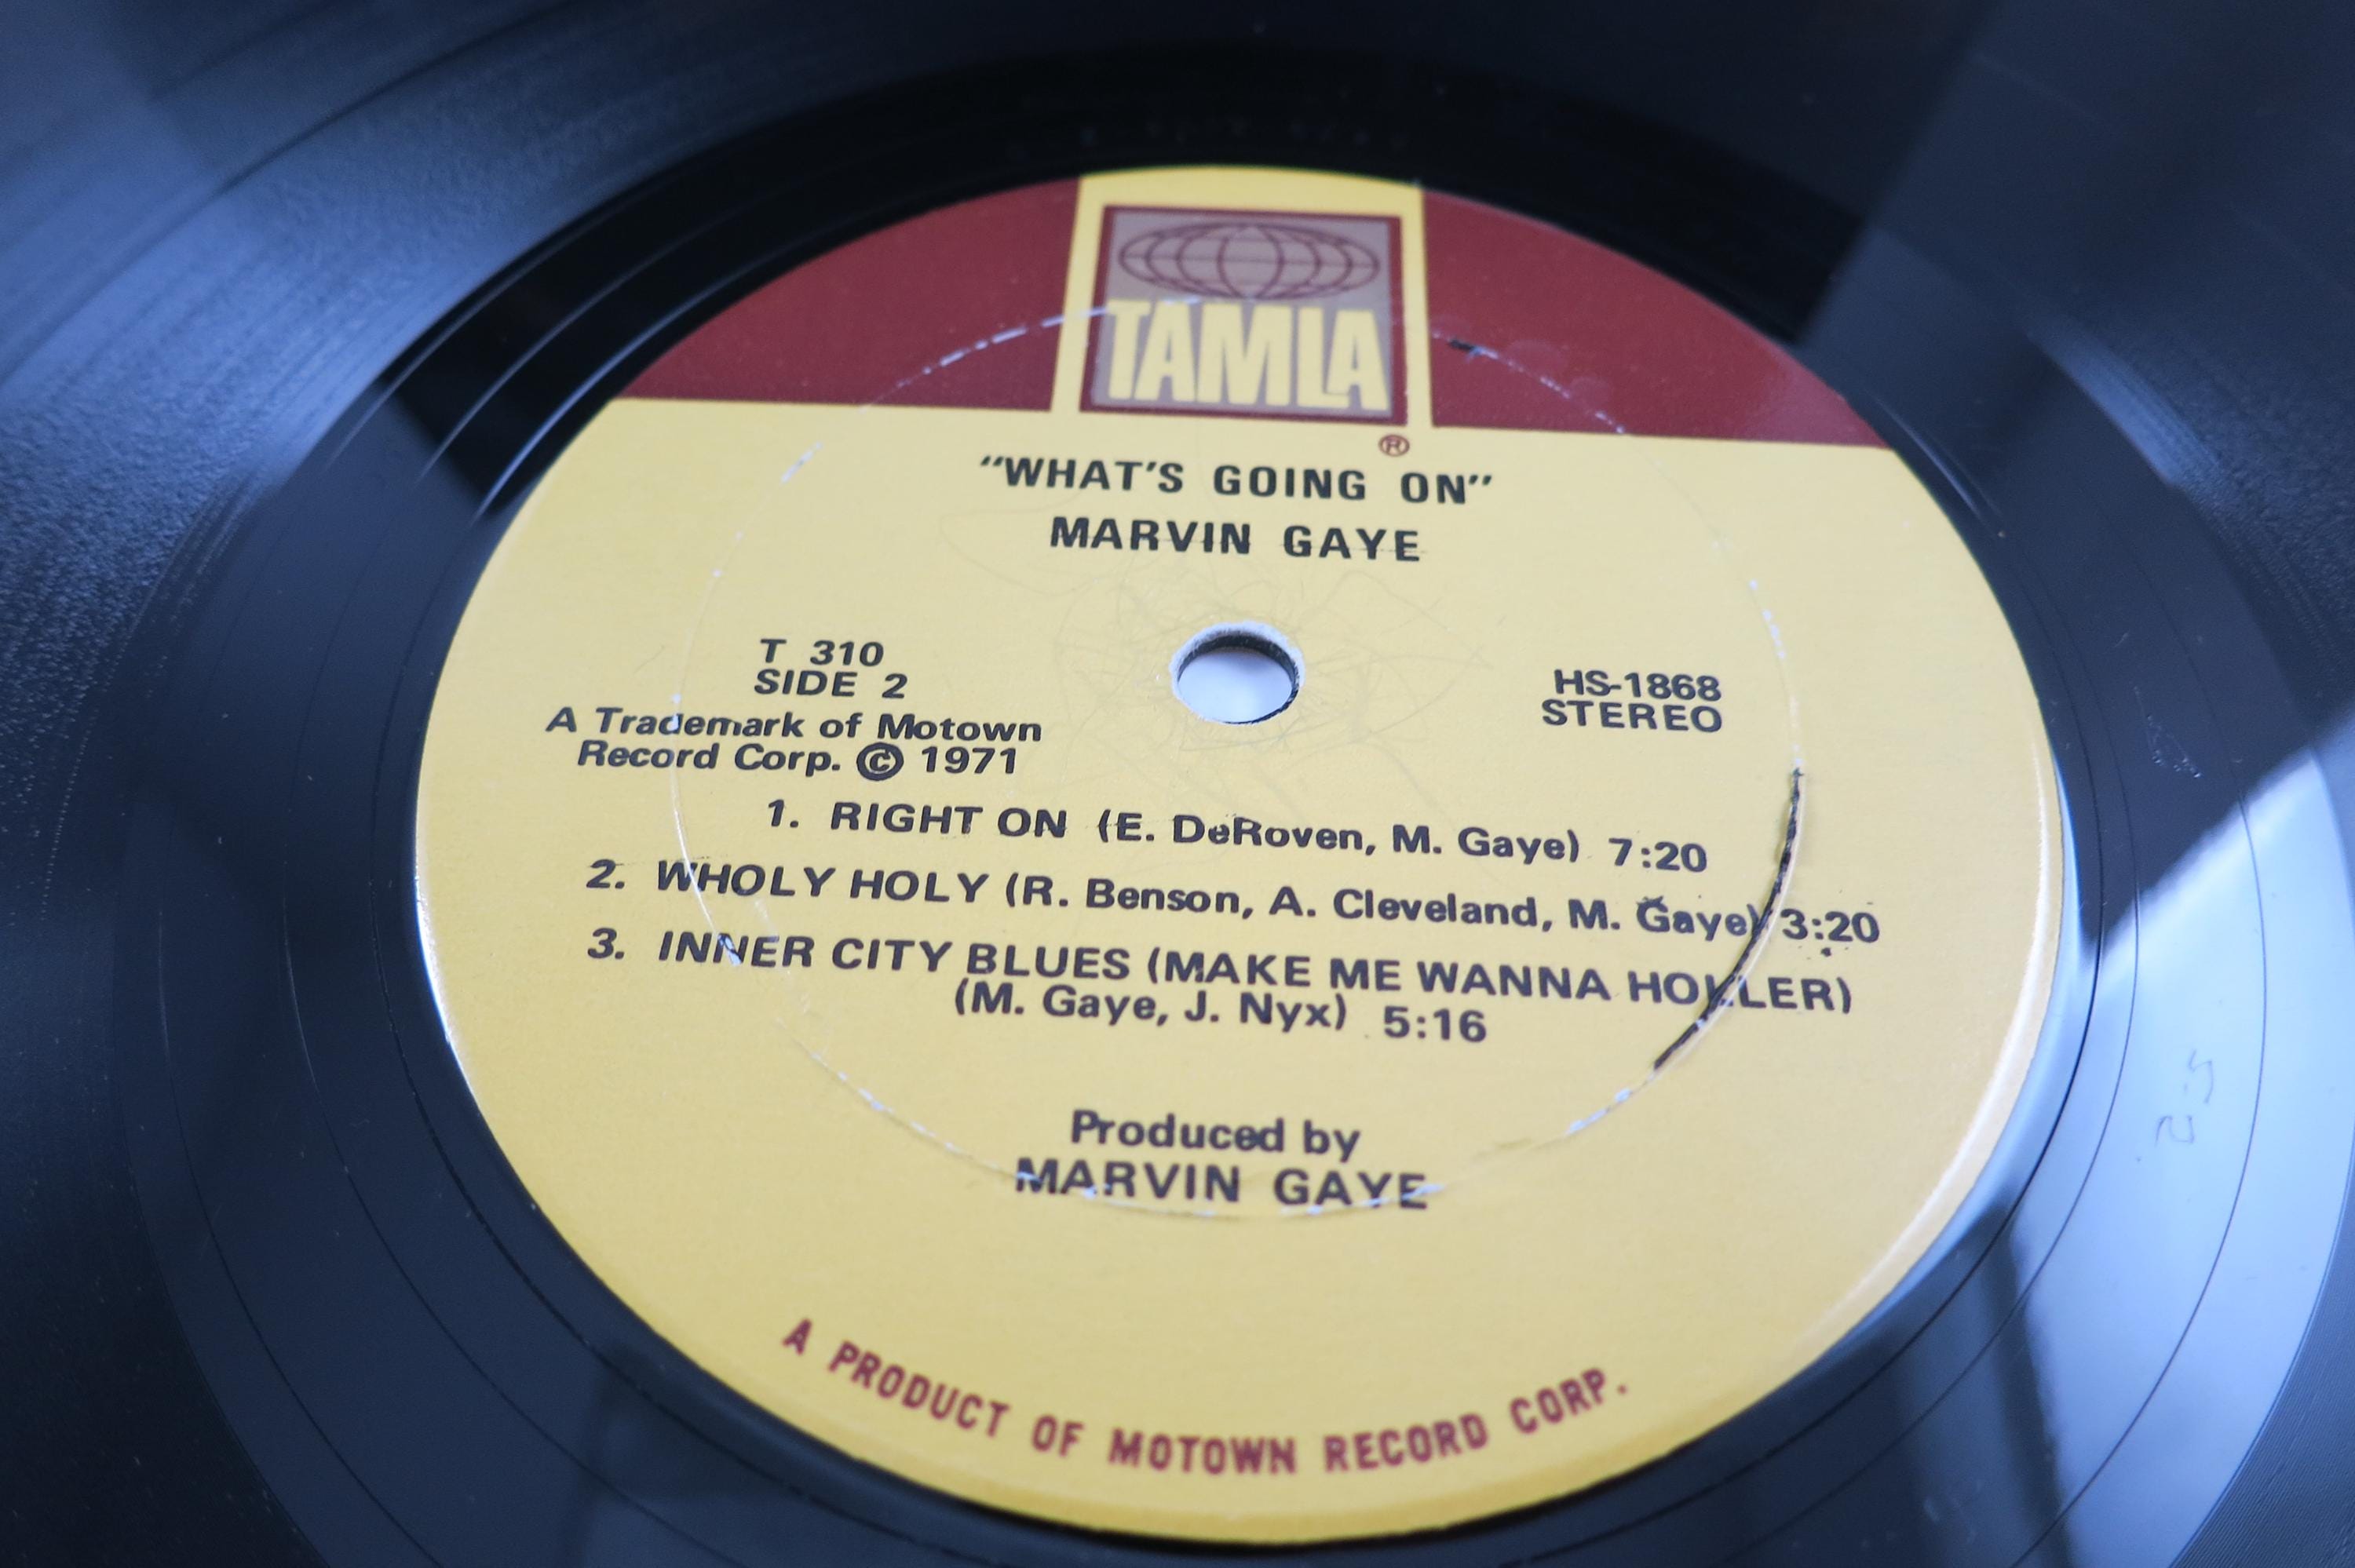 TAMLA
®
“WHAT'S GOING ON”
MARVIN GAYE
T 310
SIDE 2
A Trademark of Motown
Record Corp. © 1971
HS-1868
STEREO
1. RIGHT ON (E. DeRoven, M. Gaye) 7:20
2. WHOLY HOLY (R. Benson, A. Cleveland, M. Gaye) 3:20
3. INNER CITY BLUES (MAKE ME WANNA HOLLER)
(M. Gaye, J. Nyx) 5:16
Produced by
MARVIN GAYE
A PRODUCT OF MOTOWN RECORD CORP.